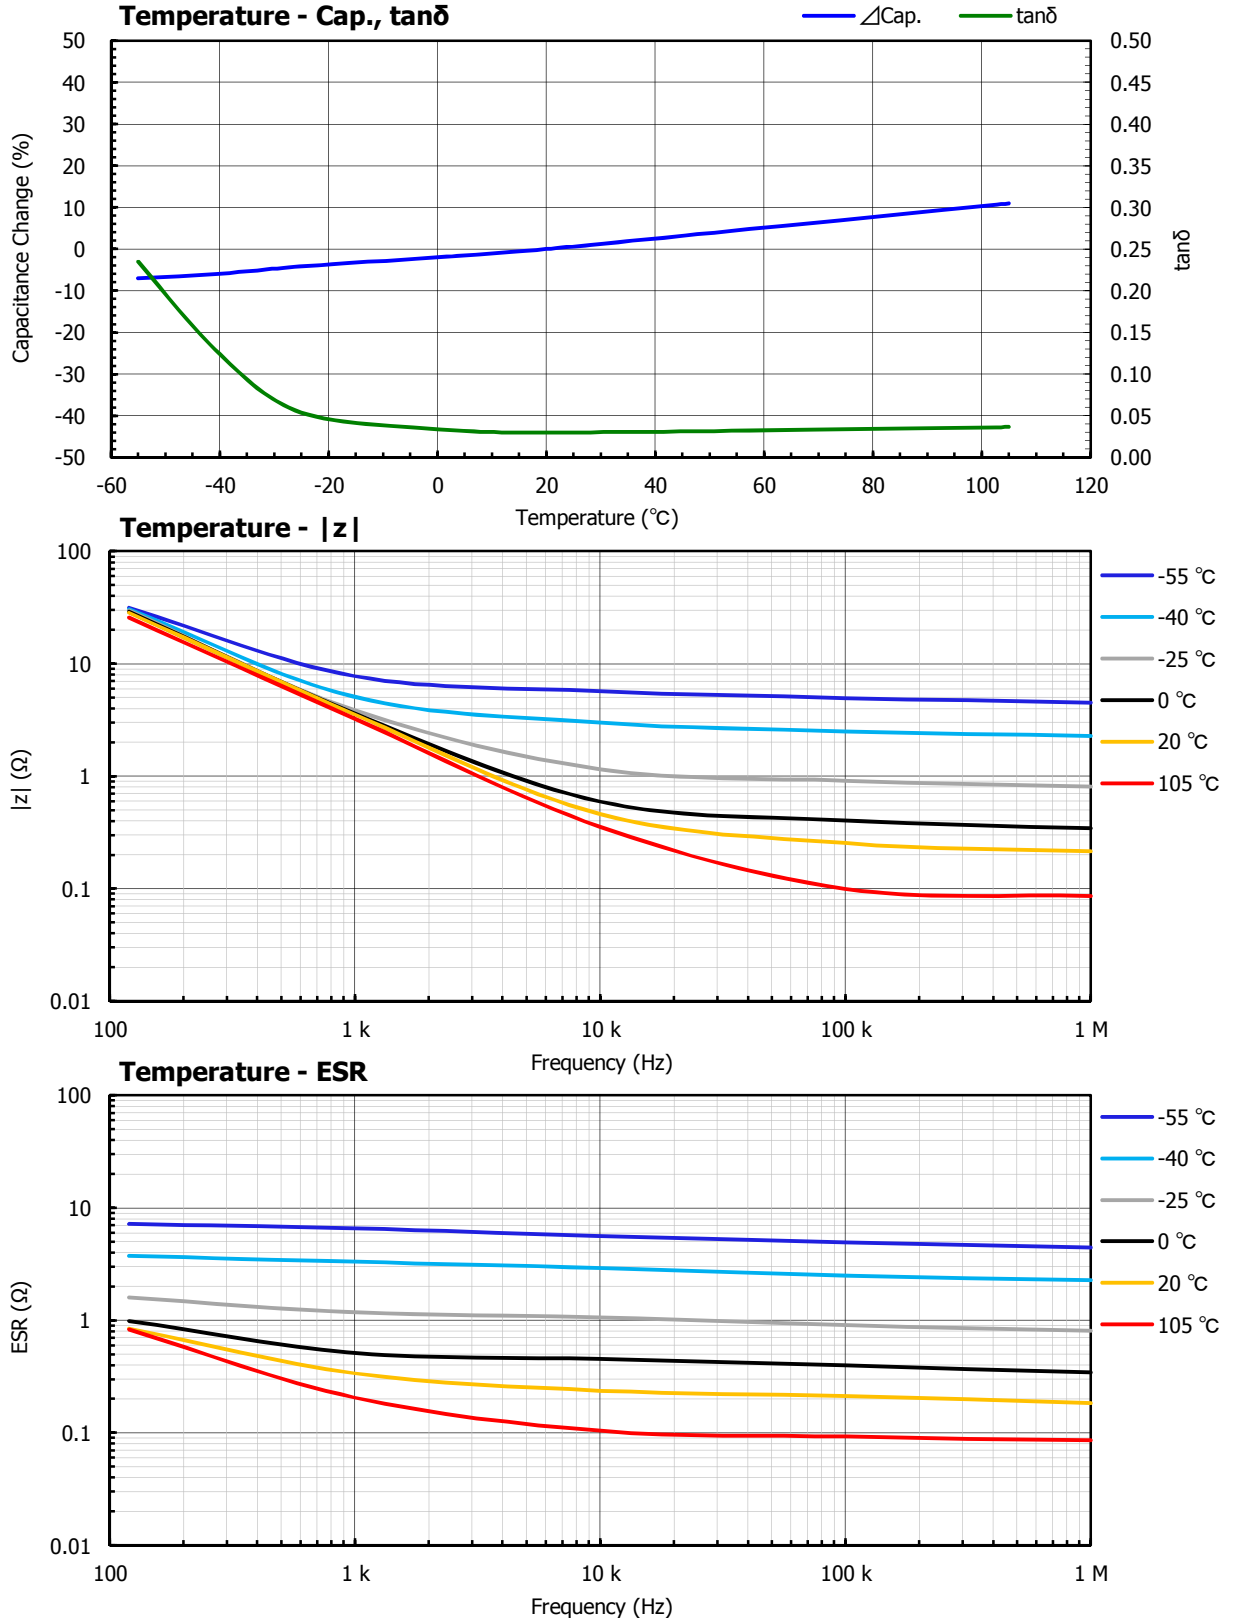 Temperature - Cap., tanδ
⊿Cap.
tanδ
50
40
30
20
10
0
-10
-20
-30
-40
-50
Capacitance Change (%)
0.50
0.45
0.40
0.35
0.30
0.25
0.20
0.15
0.10
0.05
0.00
tanδ
-60 -40 -20 0 20 40 60 80 100 120
Temperature (℃)
Temperature - |z|
100
10
1
0.1
0.01
|z| (Ω)
-55 ℃
-40 ℃
-25 ℃
0 ℃
20 ℃
105 ℃
100 1 k 10 k 100 k 1 M
Frequency (Hz)
Temperature - ESR
100
10
1
0.1
0.01
ESR (Ω)
-55 ℃
-40 ℃
-25 ℃
0 ℃
20 ℃
105 ℃
100 1 k 10 k 100 k 1 M
Frequency (Hz)